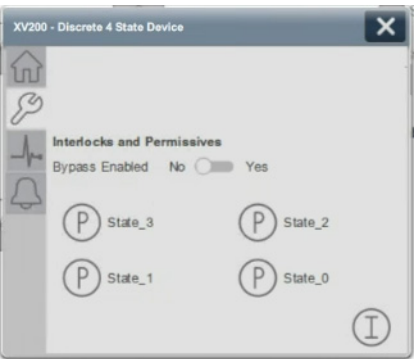 XV200 - Discrete 4 State Device
Interlocks and Permissives
Bypass Enabled No Yes
P State_3 P State_2
P State_1 P State_0
I